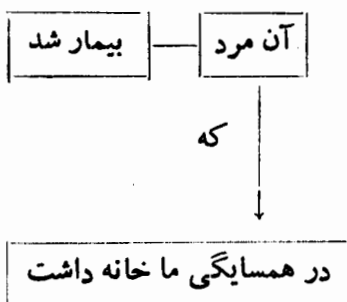 آن مرد بیمار شد
که
در همسایگی ما خانه داشت